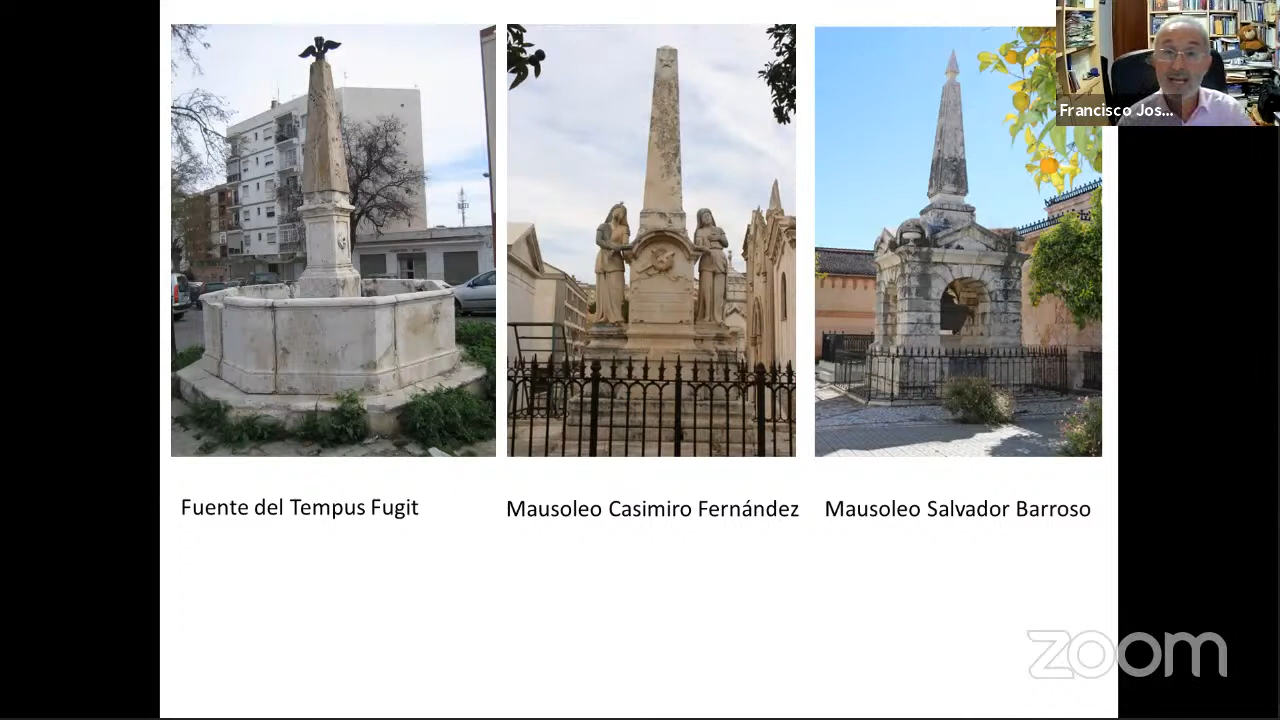 Francisco Jos...
Fuente del Tempus Fugit
Mausoleo Casimiro Fernández
Mausoleo Salvador Barroso
zoom